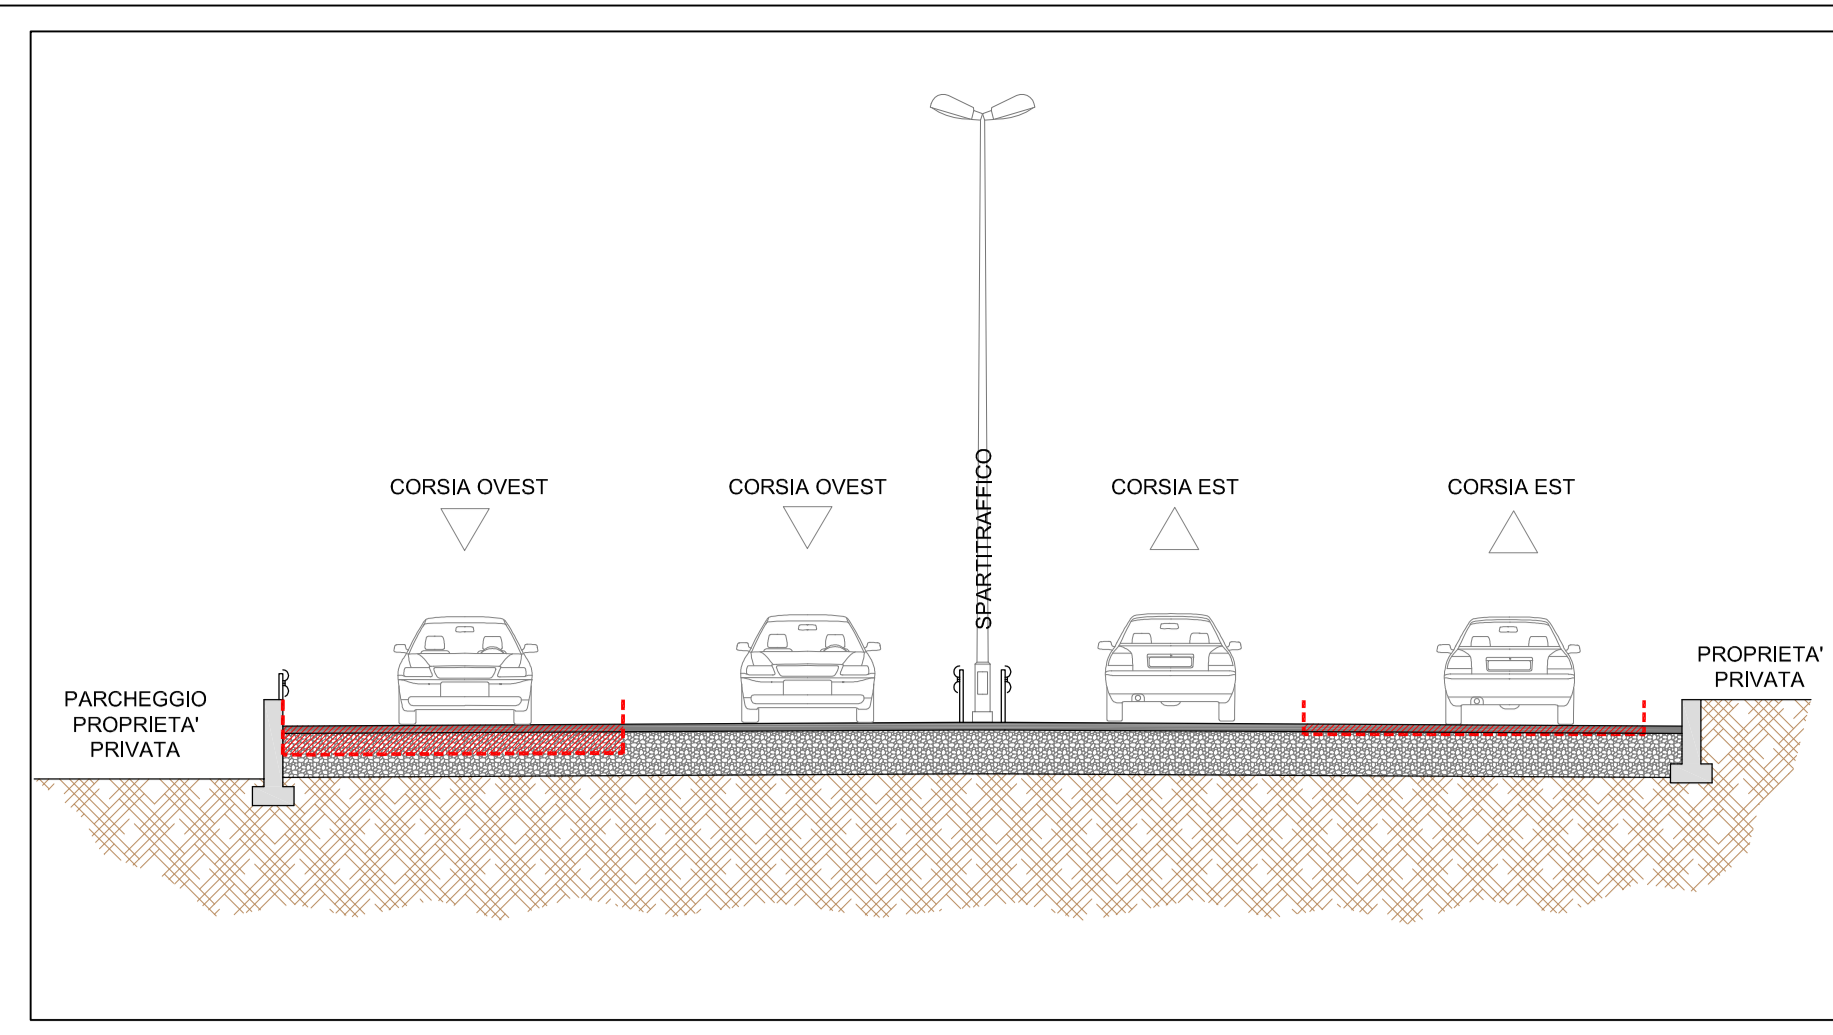 CORSIA OVEST
CORSIA OVEST
SPARTITRAFFICO
CORSIA EST
CORSIA EST
PARCHEGGIO
PROPRIETA'
PRIVATA
PROPRIETA'
PRIVATA